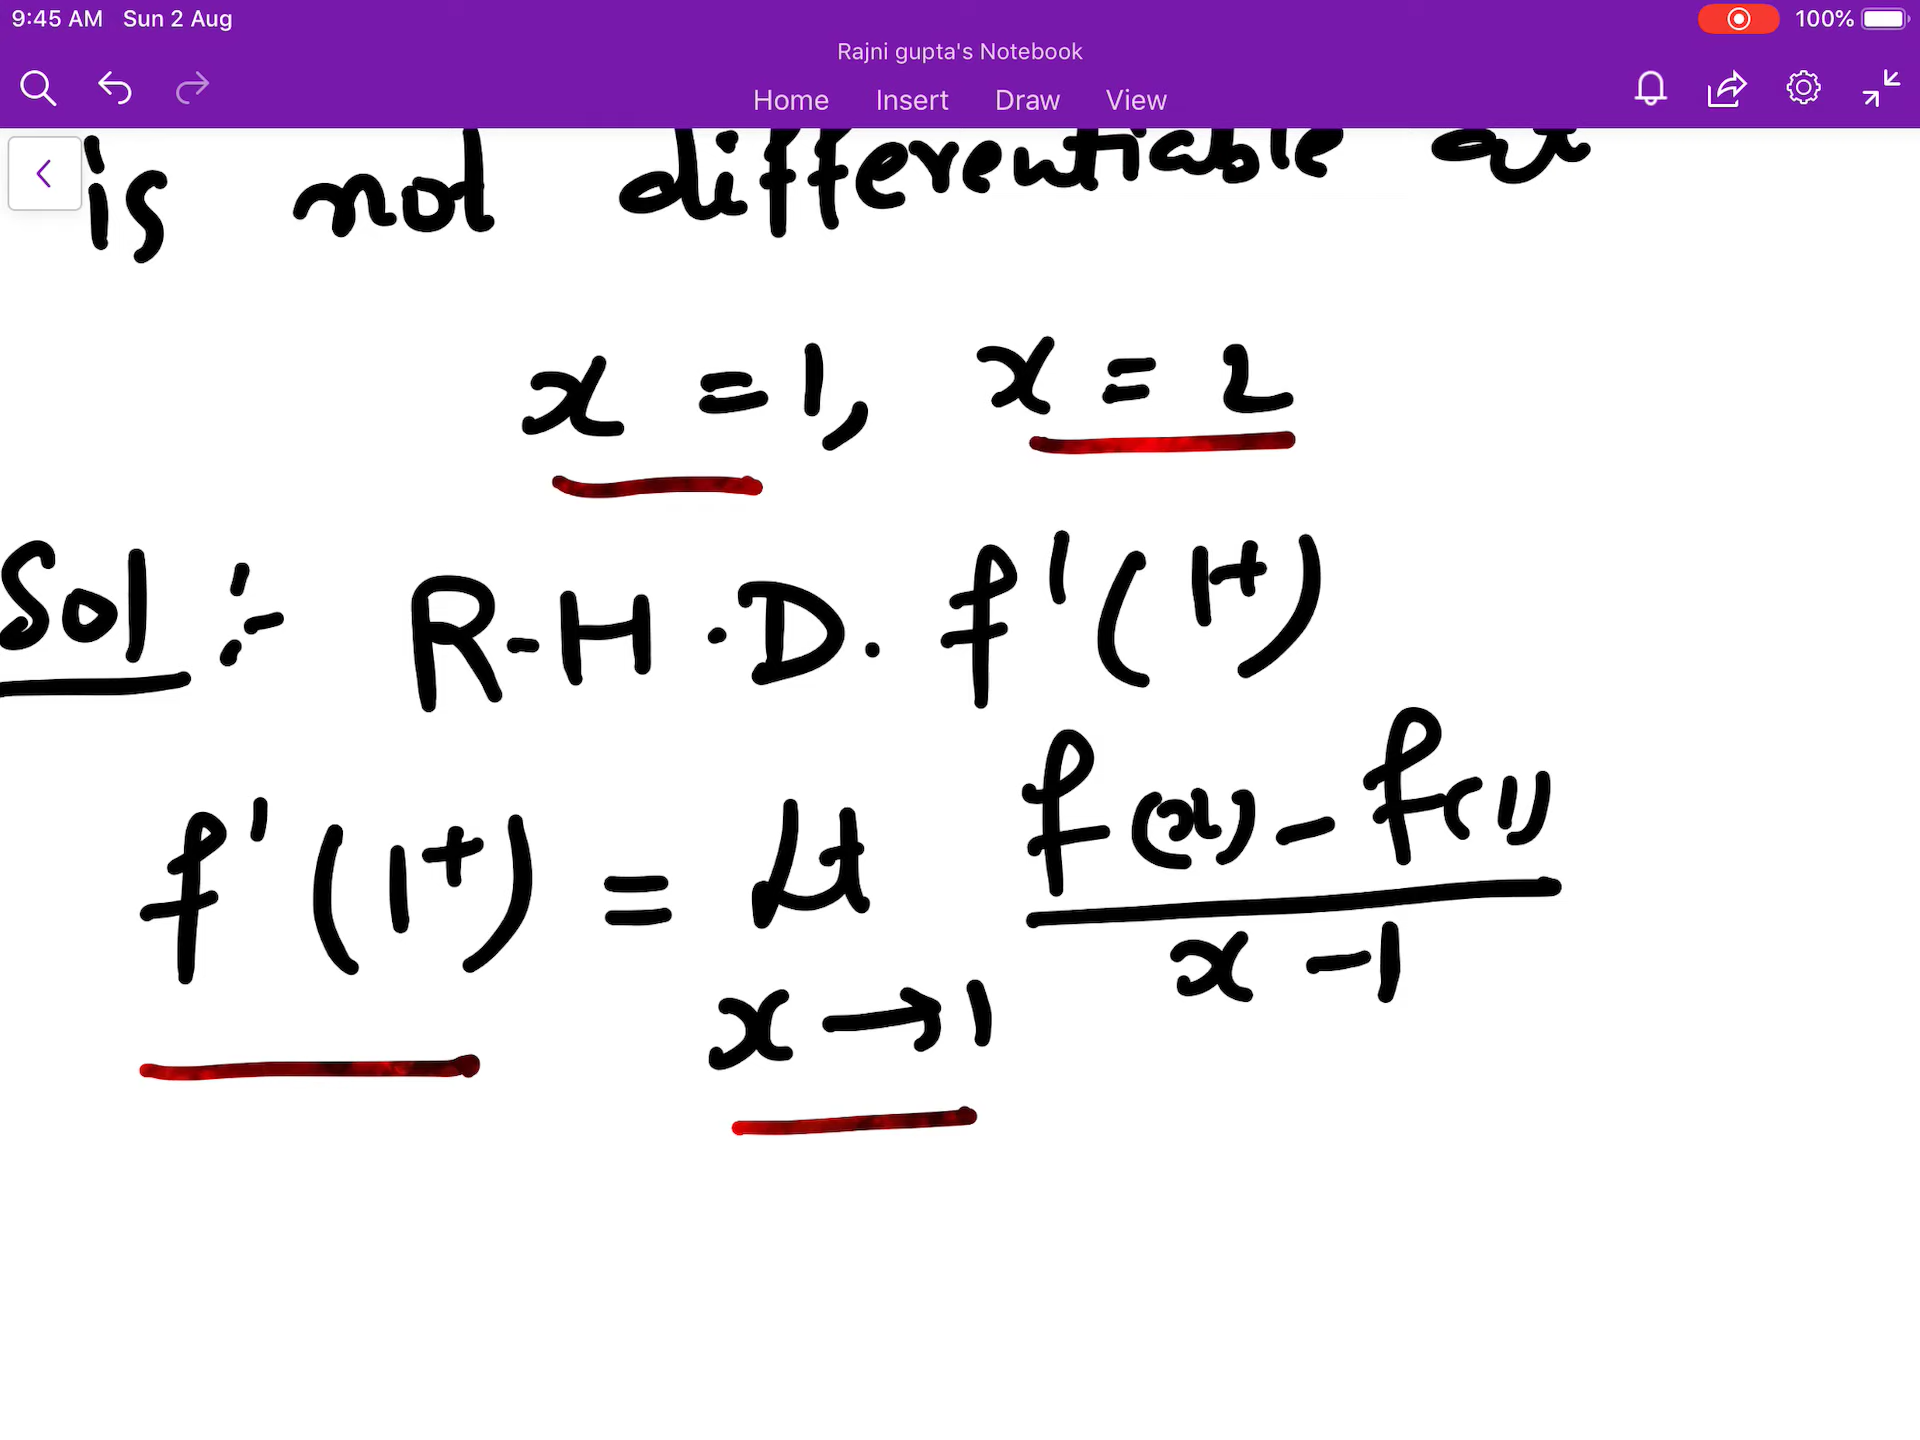 9:45 AM Sun 2 Aug
100%
Rajni gupta's Notebook
Home Insert Draw View
is not differentiable at
x = 1, x = 2
Sol :- R-H.D. f'(1+)
f'(1+) = Lt f(x) - f(1)
x→1 x - 1